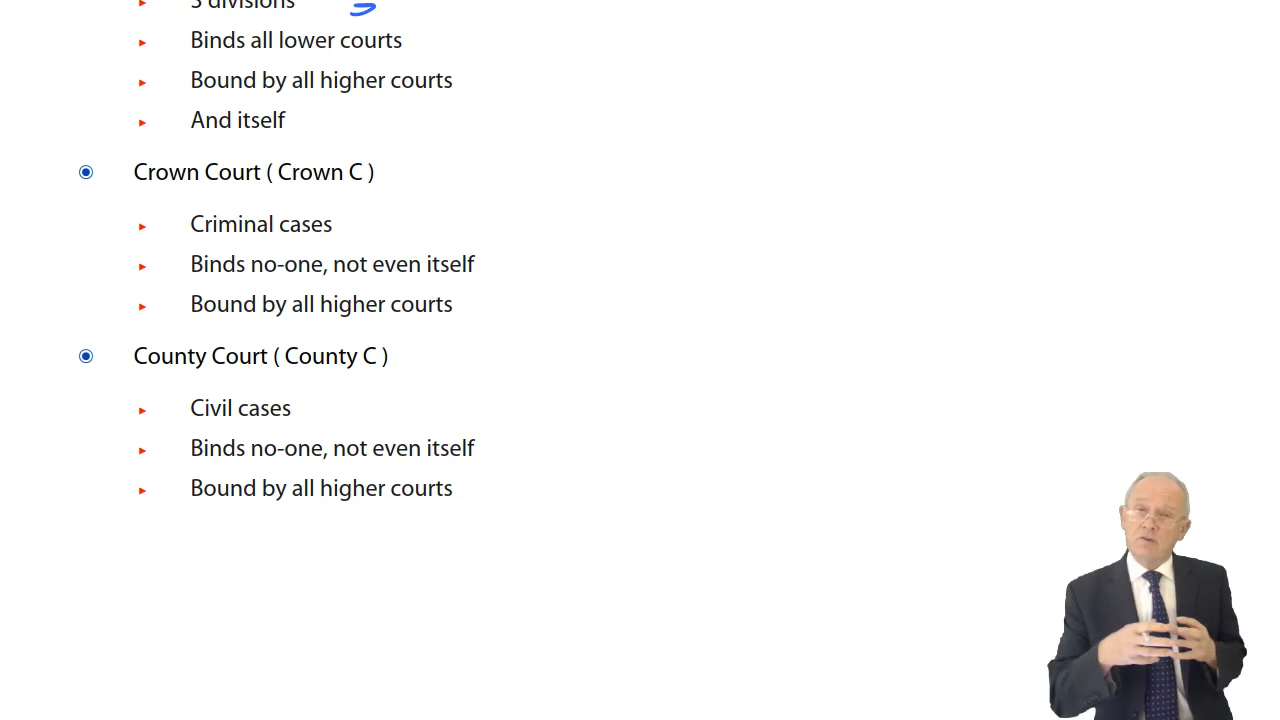 3 divisions
Binds all lower courts
Bound by all higher courts
And itself
Crown Court ( Crown C )
Criminal cases
Binds no-one, not even itself
Bound by all higher courts
County Court ( County C )
Civil cases
Binds no-one, not even itself
Bound by all higher courts